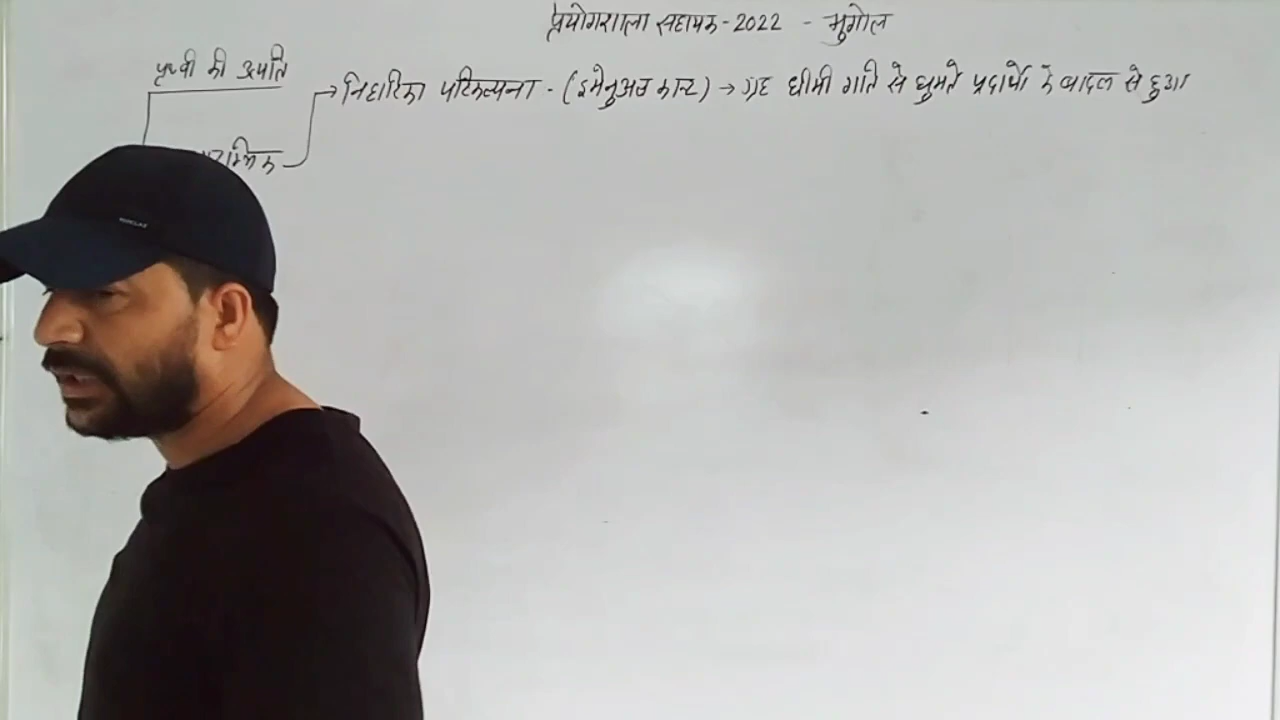 प्रयोगशाला सहायक - 2022 - भुगोल
पृथ्वी की उत्पति
→ निहारिका परिकल्पना - (इमेनुअल कान्ट) → ग्रह धीमी गति से घुमते प्रदार्थो के बादल से हुआ